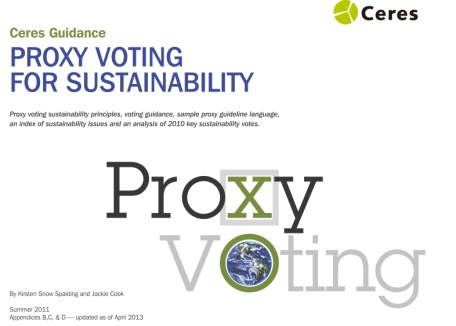 Ceres
Ceres Guidance
PROXY VOTING
FOR SUSTAINABILITY
Proxy voting sustainability principles, voting guidance, sample proxy guideline language,
an index of sustainability issues and an analysis of 2010 key sustainability votes.
Proxy
Voting
By Kirsten Snow Spalding and Jackie Cook
Summer 2011
Appendices B,C, & D — updated as of April 2013